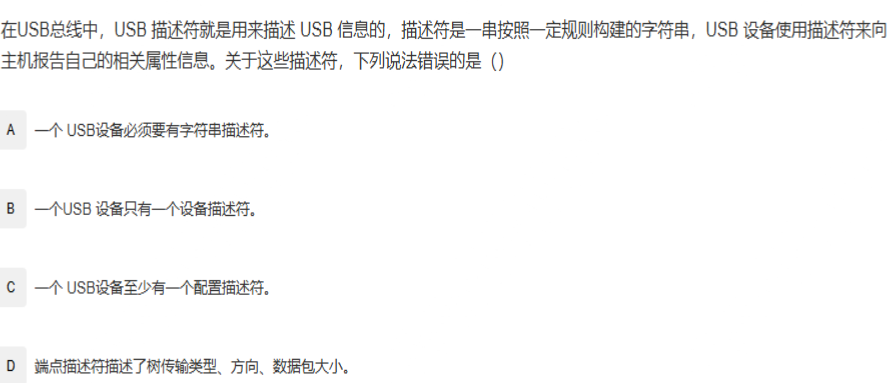 在USB总线中，USB 描述符就是用来描述 USB 信息的，描述符是一串按照一定规则构建的字符串，USB 设备使用描述符来向
主机报告自己的相关属性信息。关于这些描述符，下列说法错误的是（）
A 一个 USB设备必须要有字符串描述符。
B 一个USB 设备只有一个设备描述符。
C 一个 USB设备至少有一个配置描述符。
D 端点描述符描述了树传输类型、方向、数据包大小。